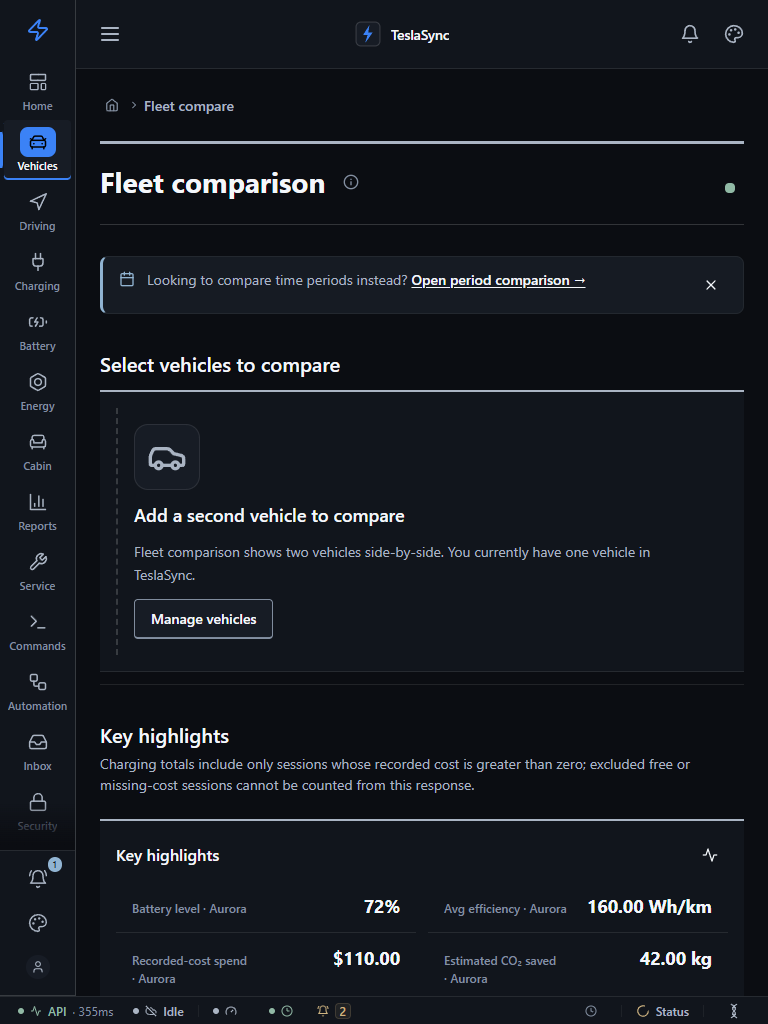 TeslaSync
Home
Vehicles
Driving
Charging
Battery
Energy
Cabin
Reports
Service
Commands
Automation
Inbox
Security
1
Fleet compare
Fleet comparison
Looking to compare time periods instead? Open period comparison →
Select vehicles to compare
Add a second vehicle to compare
Fleet comparison shows two vehicles side-by-side. You currently have one vehicle in
TeslaSync.
Manage vehicles
Key highlights
Charging totals include only sessions whose recorded cost is greater than zero; excluded free or
missing-cost sessions cannot be counted from this response.
Key highlights
Battery level · Aurora 72%
Avg efficiency · Aurora 160.00 Wh/km
Recorded-cost spend
· Aurora
$110.00
Estimated CO₂ saved
· Aurora
42.00 kg
API · 355ms
Idle
2
Status